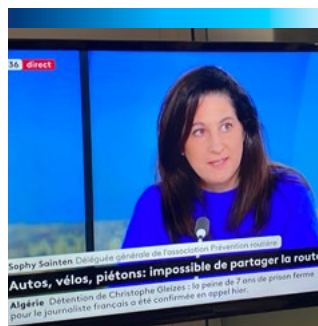 36 direct
Sophy Sainten Déléguée générale de l'association Prévention routière
Autos, vélos, piétons: impossible de partager la route
Algérie Détention de Christophe Gleizes : la peine de 7 ans de prison ferme
pour le journaliste français a été confirmée en appel hier.